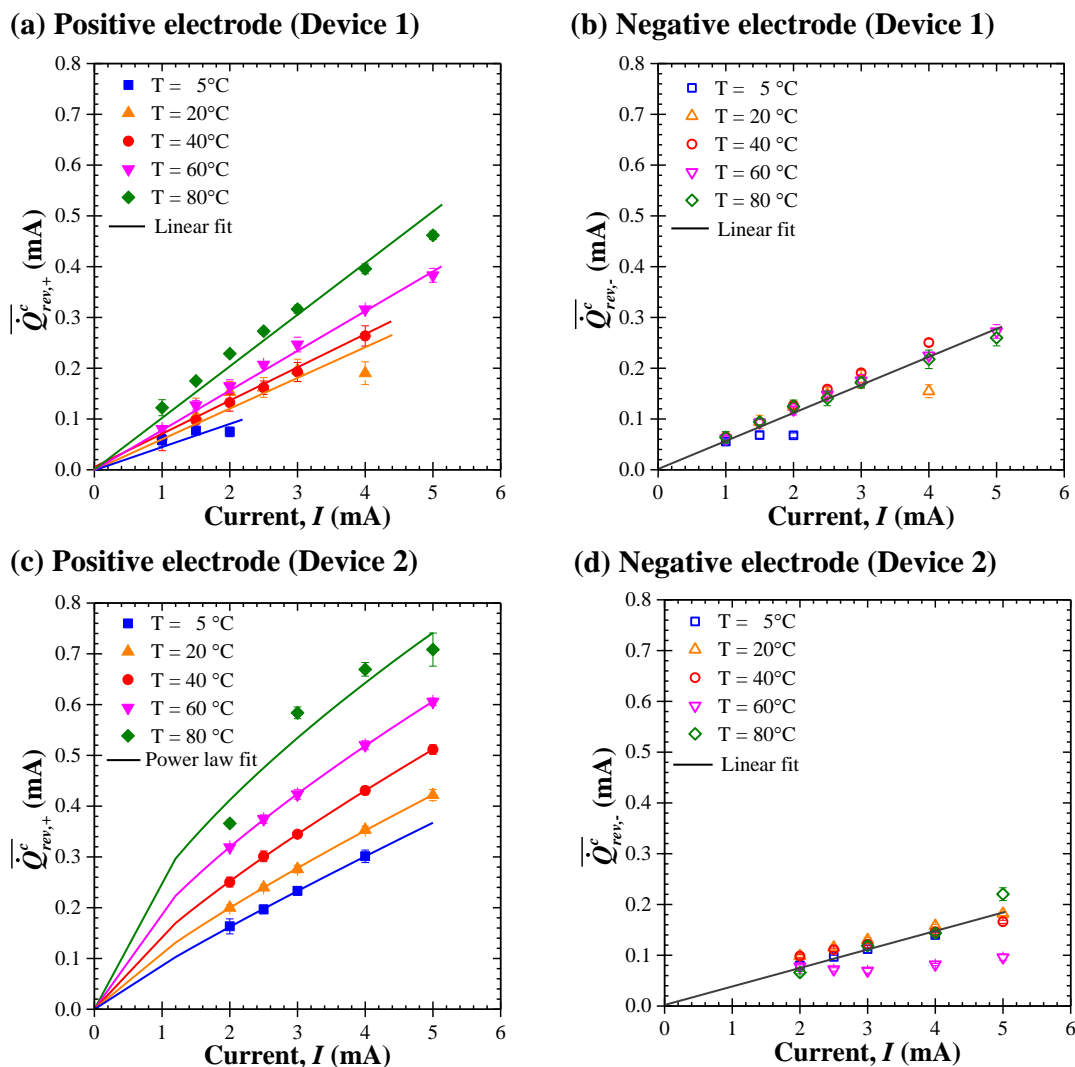 (a) Positive electrode (Device 1)
0.8
0.7
0.6
0.5
0.4
0.3
0.2
0.1
0.0
T = 5°C
T = 20°C
T = 40°C
T = 60°C
T = 80°C
Linear fit
Q̇ᶜrev,+ (mA)
0 1 2 3 4 5 6
Current, I (mA)
(b) Negative electrode (Device 1)
0.8
0.7
0.6
0.5
0.4
0.3
0.2
0.1
0.0
T = 5 °C
T = 20 °C
T = 40 °C
T = 60 °C
T = 80 °C
Linear fit
Q̇ᶜrev,- (mA)
0 1 2 3 4 5 6
Current, I (mA)
(c) Positive electrode (Device 2)
0.8
0.7
0.6
0.5
0.4
0.3
0.2
0.1
0.0
T = 5 °C
T = 20 °C
T = 40 °C
T = 60 °C
T = 80 °C
Power law fit
Q̇ᶜrev,+ (mA)
0 1 2 3 4 5 6
Current, I (mA)
(d) Negative electrode (Device 2)
0.8
0.7
0.6
0.5
0.4
0.3
0.2
0.1
0.0
T = 5°C
T = 20°C
T = 40°C
T = 60°C
T = 80°C
Linear fit
Q̇ᶜrev,- (mA)
0 1 2 3 4 5 6
Current, I (mA)